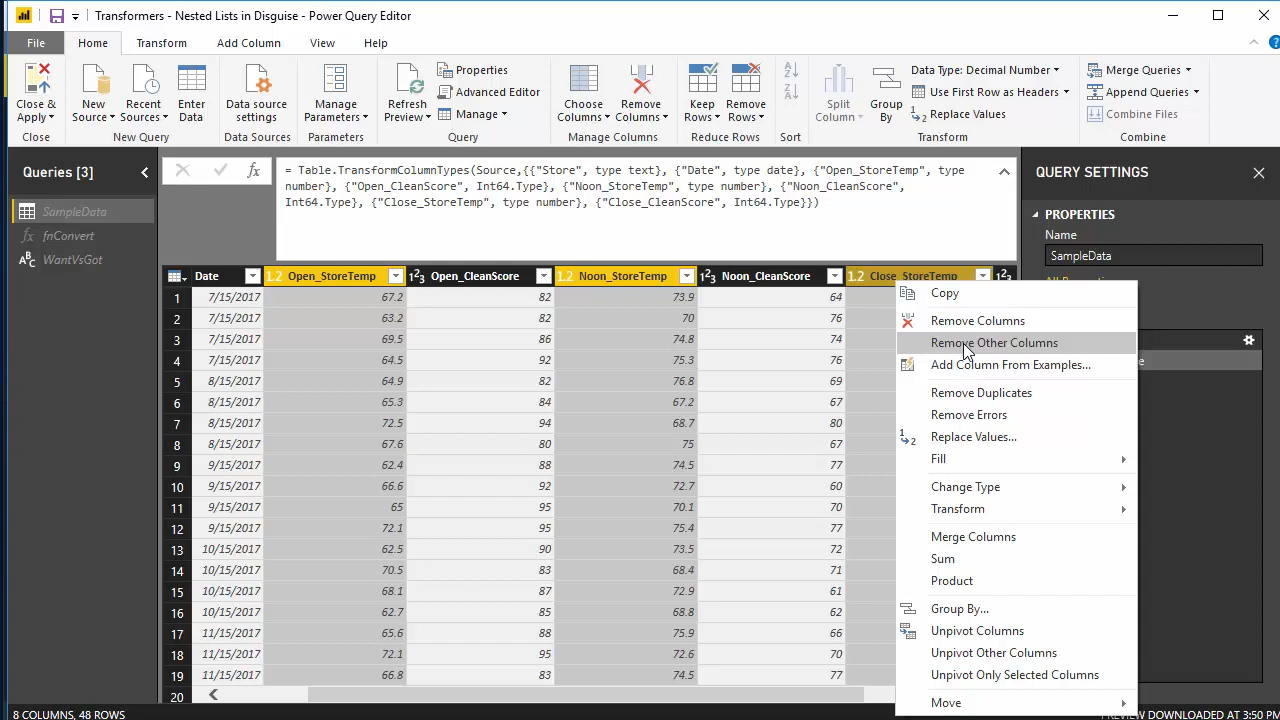 Transformers - Nested Lists in Disguise - Power Query Editor
File Home Transform Add Column View Help
Close & Apply
New Source
Recent Sources
Enter Data
Data source settings
Manage Parameters
Refresh Preview
Properties
Advanced Editor
Manage
Choose Columns
Remove Columns
Keep Rows
Remove Rows
Split Column
Group By
Data Type: Decimal Number
Use First Row as Headers
Replace Values
Merge Queries
Append Queries
Combine Files
Close New Query Data Sources Parameters Query Manage Columns Reduce Rows Sort Transform Combine
Queries [3]
SampleData
fnConvert
WantVsGot
= Table.TransformColumnTypes(Source,{{"Store", type text}, {"Date", type date}, {"Open_StoreTemp", type
number}, {"Open_CleanScore", Int64.Type}, {"Noon_StoreTemp", type number}, {"Noon_CleanScore",
Int64.Type}, {"Close_StoreTemp", type number}, {"Close_CleanScore", Int64.Type}})
QUERY SETTINGS
PROPERTIES
Name
SampleData
Date 1.2 Open_StoreTemp 123 Open_CleanScore 1.2 Noon_StoreTemp 123 Noon_CleanScore 1.2 Close_StoreTemp 123
1 7/15/2017 67.2 82 73.9 64
2 7/15/2017 63.2 82 70 76
3 7/15/2017 69.5 86 74.8 74
4 7/15/2017 64.5 92 75.3 76
5 8/15/2017 64.9 82 76.8 69
6 8/15/2017 65.3 84 67.2 67
7 8/15/2017 72.5 94 68.7 80
8 8/15/2017 67.6 80 75 67
9 9/15/2017 62.4 88 74.5 77
10 9/15/2017 66.6 92 72.7 60
11 9/15/2017 65 95 70.1 70
12 9/15/2017 72.1 95 75.4 77
13 10/15/2017 62.5 90 73.5 72
14 10/15/2017 70.5 83 68.4 71
15 10/15/2017 68.1 87 72.9 61
16 10/15/2017 62.7 85 68.8 62
17 11/15/2017 65.6 88 75.9 66
18 11/15/2017 72.1 95 72.6 70
19 11/15/2017 66.8 83 74.5 77
20
Copy
Remove Columns
Remove Other Columns
Add Column From Examples...
Remove Duplicates
Remove Errors
Replace Values...
Fill
Change Type
Transform
Merge Columns
Sum
Product
Group By...
Unpivot Columns
Unpivot Other Columns
Unpivot Only Selected Columns
Move
8 COLUMNS, 48 ROWS
PREVIEW DOWNLOADED AT 3:50 PM